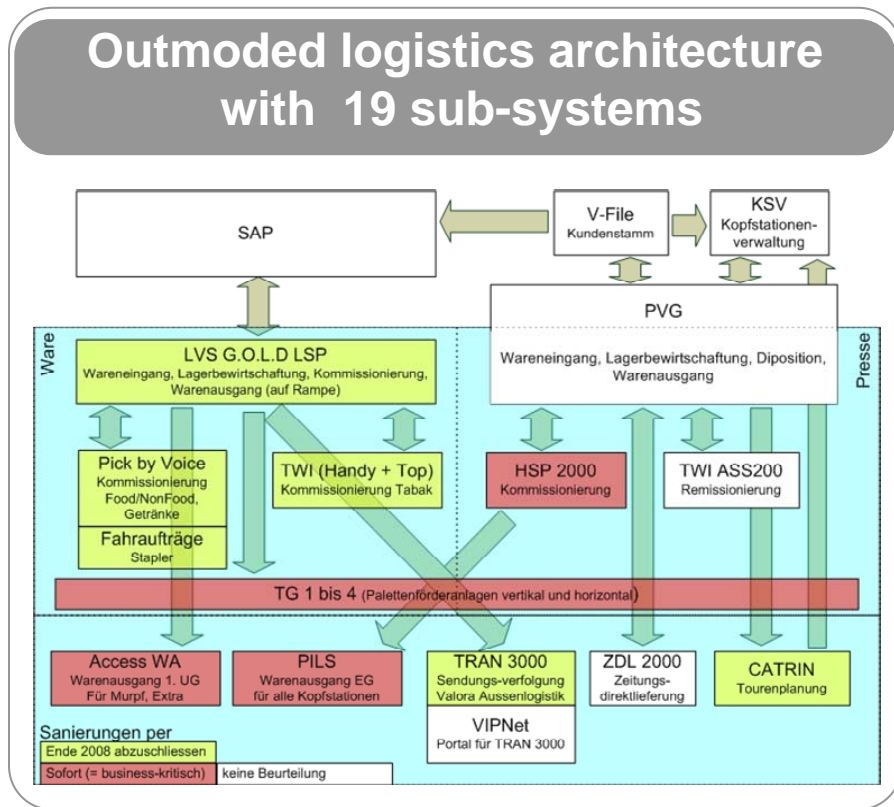 Outmoded logistics architecture
with 19 sub-systems
SAP
V-File
Kundenstamm
KSV
Kopfstationen-
verwaltung
PVG
Wareneingang, Lagerbewirtschaftung, Diposition,
Warenausgang
Ware
Presse
LVS G.O.L.D LSP
Wareneingang, Lagerbewirtschaftung, Kommissionierung,
Warenausgang (auf Rampe)
Pick by Voice
Kommissionierung
Food/NonFood,
Getränke
Fahraufträge
Stapler
TWI (Handy + Top)
Kommissionierung Tabak
HSP 2000
Kommissionierung
TWI ASS200
Remissionierung
TG 1 bis 4 (Palettenförderanlagen vertikal und horizontal)
Access WA
Warenausgang 1. UG
Für Murpf, Extra
PILS
Warenausgang EG
für alle Kopfstationen
TRAN 3000
Sendungs-verfolgung
Valora Aussenlogistik
VIPNet
Portal für TRAN 3000
ZDL 2000
Zeitungs-
direktlieferung
CATRIN
Tourenplanung
Sanierungen per
Ende 2008 abzuschliessen
Sofort (= business-kritisch)
keine Beurteilung